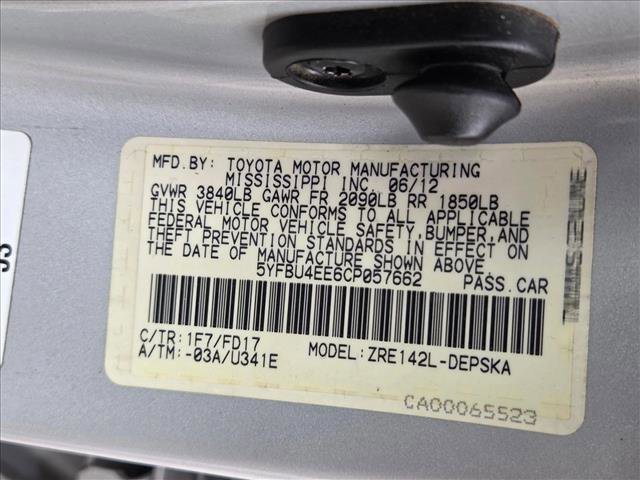 MFD.BY: TOYOTA MOTOR MANUFACTURING
MISSISSIPPI INC. 06/12
GVWR 3840LB GAWR FR 2090LB RR 1850LB
THIS VEHICLE CONFORMS TO ALL APPLICABLE
FEDERAL MOTOR VEHICLE SAFETY,BUMPER,AND
THEFT PREVENTION STANDARDS IN EFFECT ON
THE DATE OF MANUFACTURE SHOWN ABOVE.
5YFBU4EE6CP057662 PASS.CAR
C/TR:1F7/FD17
A/TM:-03A/U341E MODEL:ZRE142L-DEPSKA
CA00065523